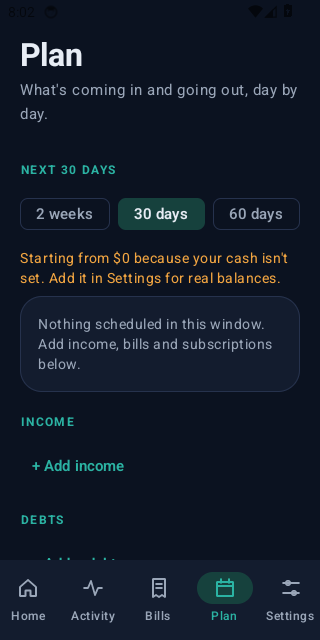 8:02
Plan
What's coming in and going out, day by
day.
NEXT 30 DAYS
2 weeks
30 days
60 days
Starting from $0 because your cash isn't
set. Add it in Settings for real balances.
Nothing scheduled in this window.
Add income, bills and subscriptions
below.
INCOME
+ Add income
DEBTS
Home
Activity
Bills
Plan
Settings